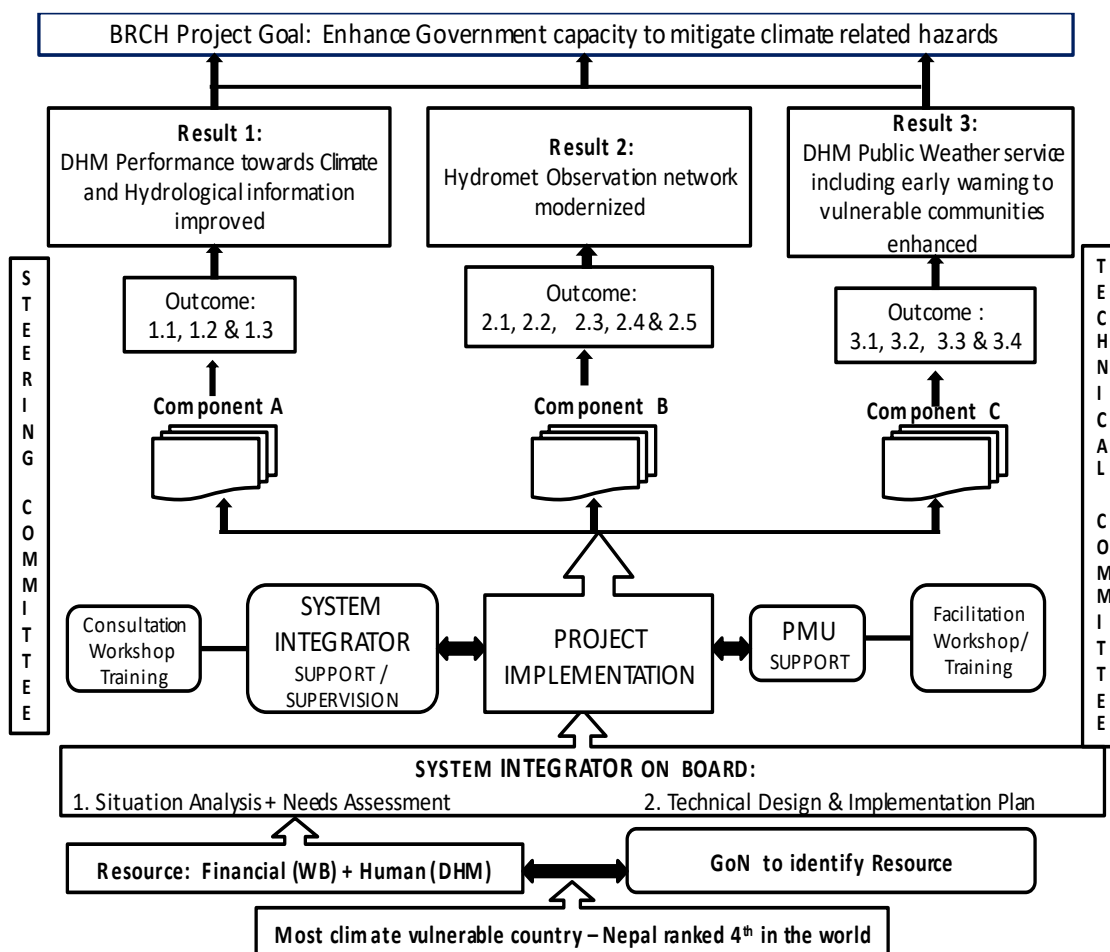 BRCH Project Goal: Enhance Government capacity to mitigate climate related hazards
Result 1:
DHM Performance towards Climate
and Hydrological information
improved
Result 2:
Hydromet Observation network
modernized
Result 3:
DHM Public Weather service
including early warning to
vulnerable communities
enhanced
STEERING COMMITTEE
TECHNICAL COMMITTEE
Outcome:
1.1, 1.2 & 1.3
Outcome:
2.1, 2.2, 2.3, 2.4 & 2.5
Outcome :
3.1, 3.2, 3.3 & 3.4
Component A
Component B
Component C
Consultation
Workshop
Training
SYSTEM
INTEGRATOR
SUPPORT /
SUPERVISION
PROJECT
IMPLEMENTATION
PMU
SUPPORT
Facilitation
Workshop/
Training
SYSTEM INTEGRATOR ON BOARD:
1. Situation Analysis + Needs Assessment 2. Technical Design & Implementation Plan
Resource: Financial (WB) + Human (DHM)
GoN to identify Resource
Most climate vulnerable country – Nepal ranked 4th in the world